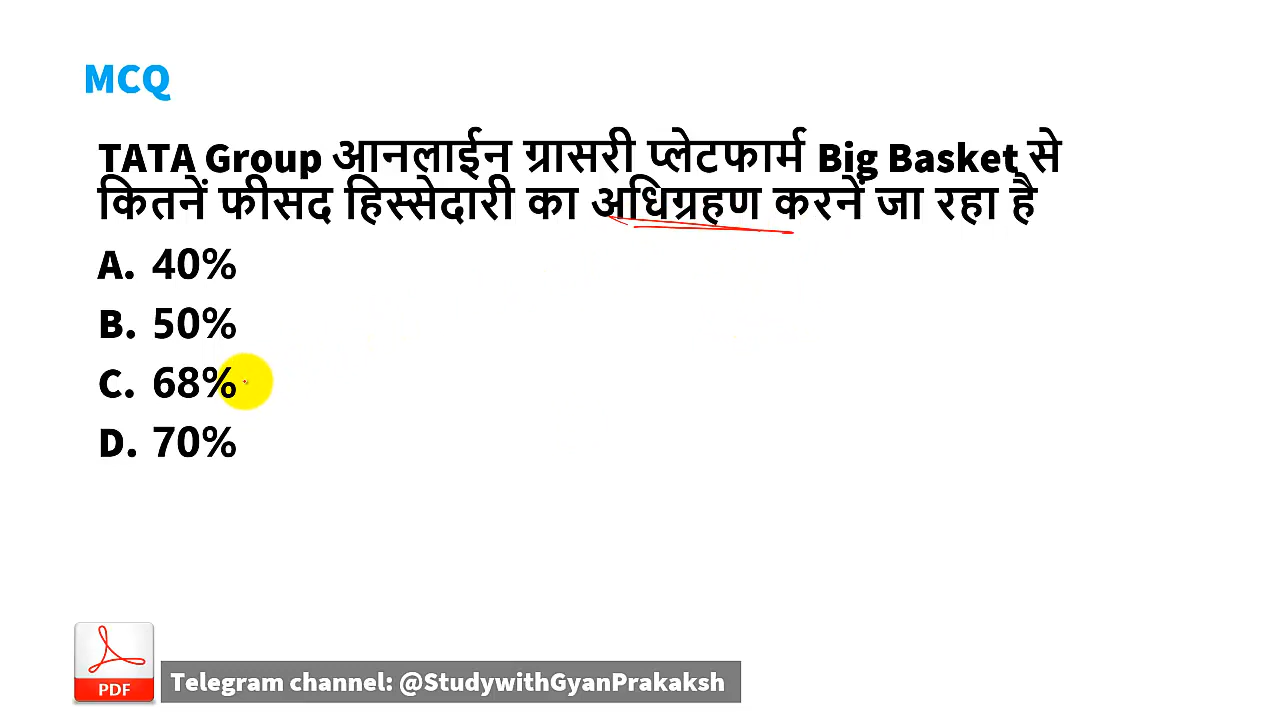 MCQ
TATA Group आनलाईन ग्रासरी प्लेटफार्म Big Basket से
कितनें फीसद हिस्सेदारी का अधिग्रहण करनें जा रहा है
A. 40%
B. 50%
C. 68%
D. 70%
PDF
Telegram channel: @StudywithGyanPrakaksh